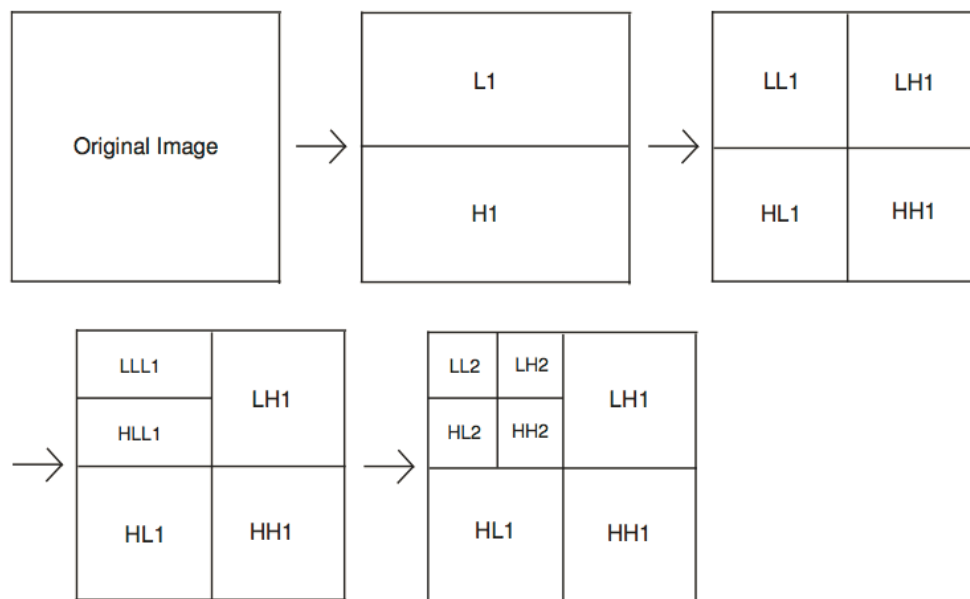 Original Image
L1
H1
LL1 LH1
HL1 HH1
LLL1
HLL1
LH1
HL1 HH1
LL2 LH2
HL2 HH2
LH1
HL1 HH1